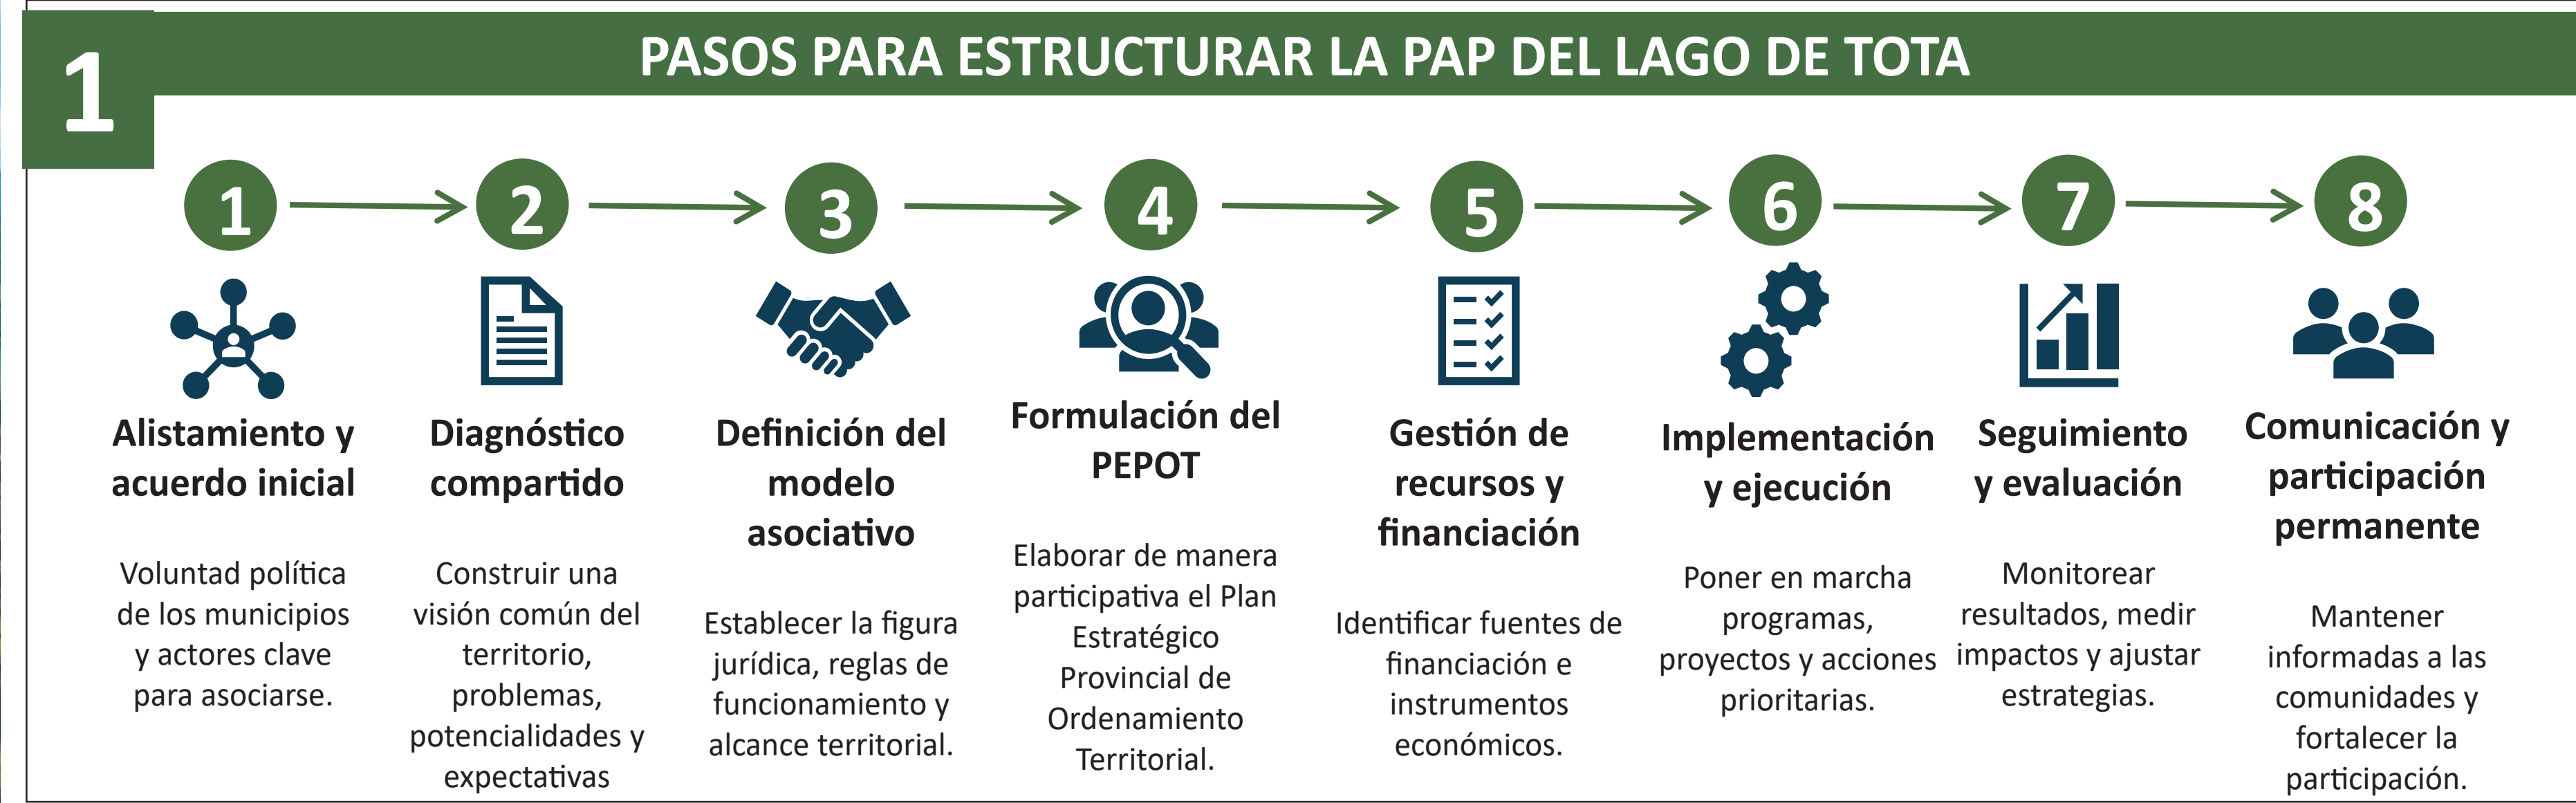 1
PASOS PARA ESTRUCTURAR LA PAP DEL LAGO DE TOTA
1
Alistamiento y
acuerdo inicial
Voluntad política
de los municipios
y actores clave
para asociarse.
2
Diagnóstico
compartido
Construir una
visión común del
territorio,
problemas,
potencialidades y
expectativas
3
Definición del
modelo
asociativo
Establecer la figura
jurídica, reglas de
funcionamiento y
alcance territorial.
4
Formulación del
PEPOT
Elaborar de manera
participativa el Plan
Estratégico
Provincial de
Ordenamiento
Territorial.
5
Gestión de
recursos y
financiación
Identificar fuentes de
financiación e
instrumentos
económicos.
6
Implementación
y ejecución
Poner en marcha
programas,
proyectos y acciones
prioritarias.
7
Seguimiento
y evaluación
Monitorear
resultados, medir
impactos y ajustar
estrategias.
8
Comunicación y
participación
permanente
Mantener
informadas a las
comunidades y
fortalecer la
participación.